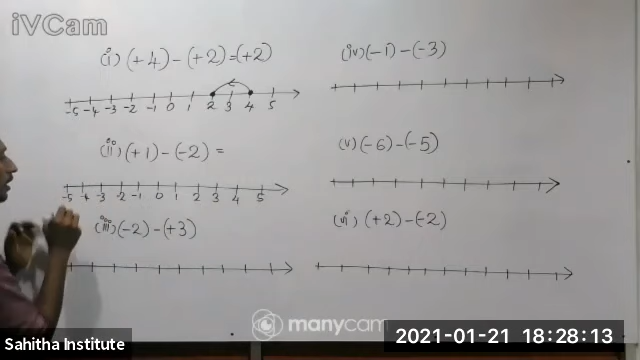 iVCam
(i) (+4) - (+2) = (+2)
-5 -4 -3 -2 -1 0 1 2 3 4 5
(ii) (+1) - (-2) =
-5 -4 -3 -2 -1 0 1 2 3 4 5
(iii) (-2) - (+3)
(iv) (-1) - (-3)
(v) (-6) - (-5)
(vi) (+2) - (-2)
manycam
2021-01-21 18:28:13
Sahitha Institute